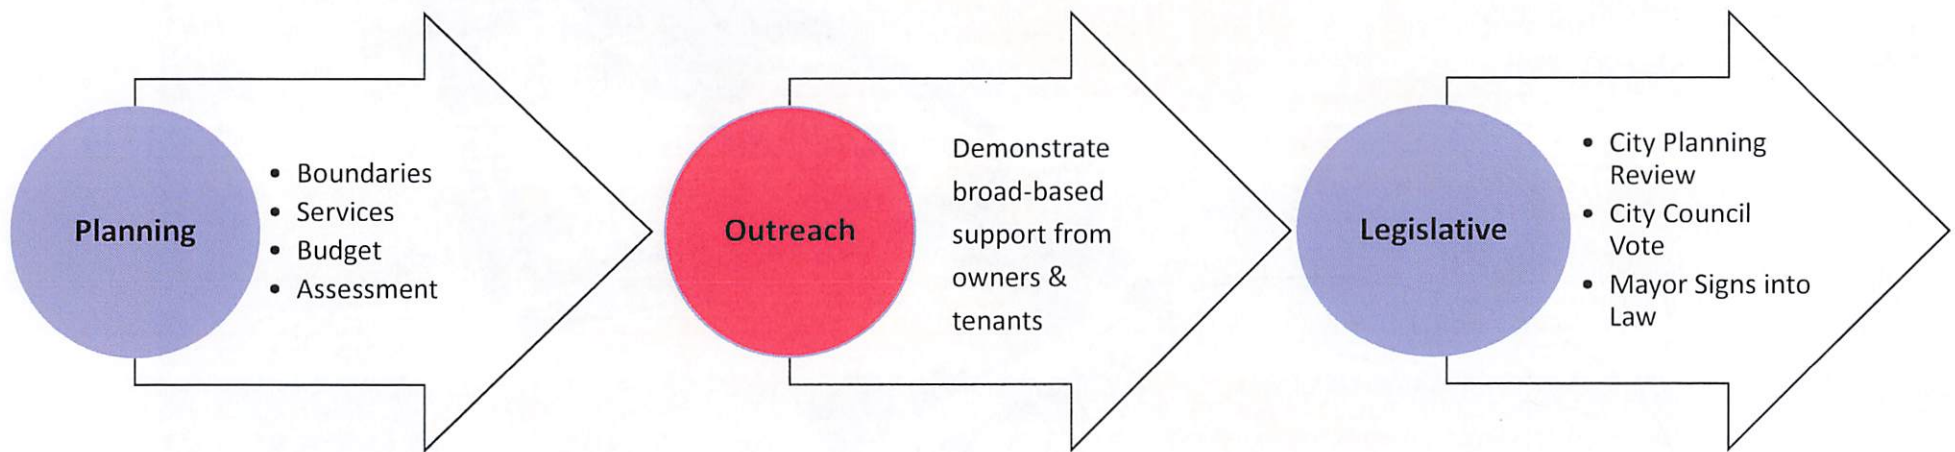 Planning
• Boundaries
• Services
• Budget
• Assessment
Outreach
Demonstrate
broad-based
support from
owners &
tenants
Legislative
• City Planning
Review
• City Council
Vote
• Mayor Signs into
Law